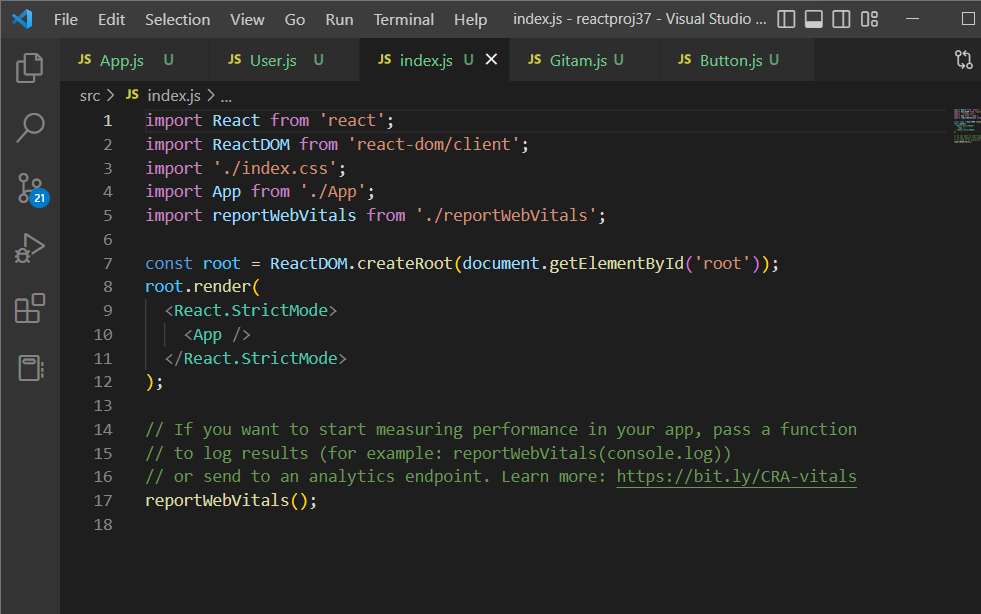 File Edit Selection View Go Run Terminal Help index.js - reactproj37 - Visual Studio ...
JS App.js U JS User.js U JS index.js U JS Gitam.js U JS Button.js U
src > JS index.js > ...
21
1 import React from 'react';
2 import ReactDOM from 'react-dom/client';
3 import './index.css';
4 import App from './App';
5 import reportWebVitals from './reportWebVitals';
6
7 const root = ReactDOM.createRoot(document.getElementById('root'));
8 root.render(
9   <React.StrictMode>
10     <App />
11   </React.StrictMode>
12 );
13
14 // If you want to start measuring performance in your app, pass a function
15 // to log results (for example: reportWebVitals(console.log))
16 // or send to an analytics endpoint. Learn more: https://bit.ly/CRA-vitals
17 reportWebVitals();
18